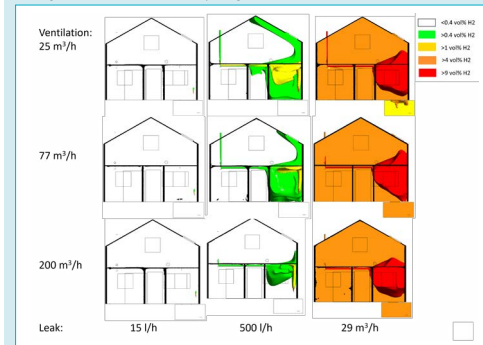 Ventilation:
25 m³/h
<0.4 vol% H2
>0.4 vol% H2
>1 vol% H2
>4 vol% H2
>9 vol% H2
77 m³/h
200 m³/h
Leak: 15 l/h 500 l/h 29 m³/h